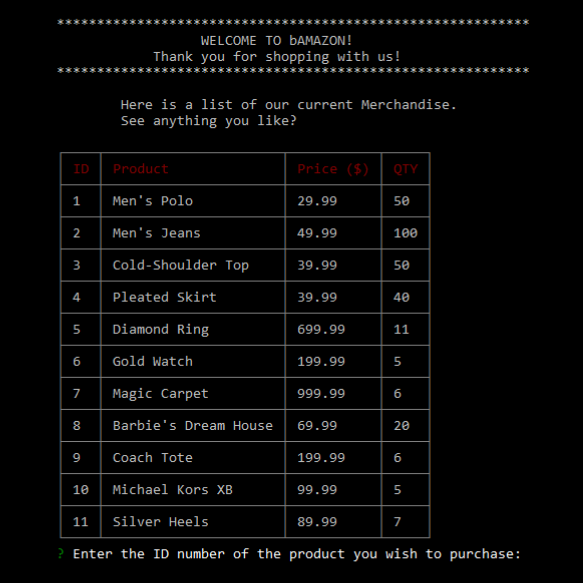 ***********************************************************
WELCOME TO bAMAZON!
Thank you for shopping with us!
***********************************************************
Here is a list of our current Merchandise.
See anything you like?
ID Product Price ($) QTY
1 Men's Polo 29.99 50
2 Men's Jeans 49.99 100
3 Cold-Shoulder Top 39.99 50
4 Pleated Skirt 39.99 40
5 Diamond Ring 699.99 11
6 Gold Watch 199.99 5
7 Magic Carpet 999.99 6
8 Barbie's Dream House 69.99 20
9 Coach Tote 199.99 6
10 Michael Kors XB 99.99 5
11 Silver Heels 89.99 7
? Enter the ID number of the product you wish to purchase: